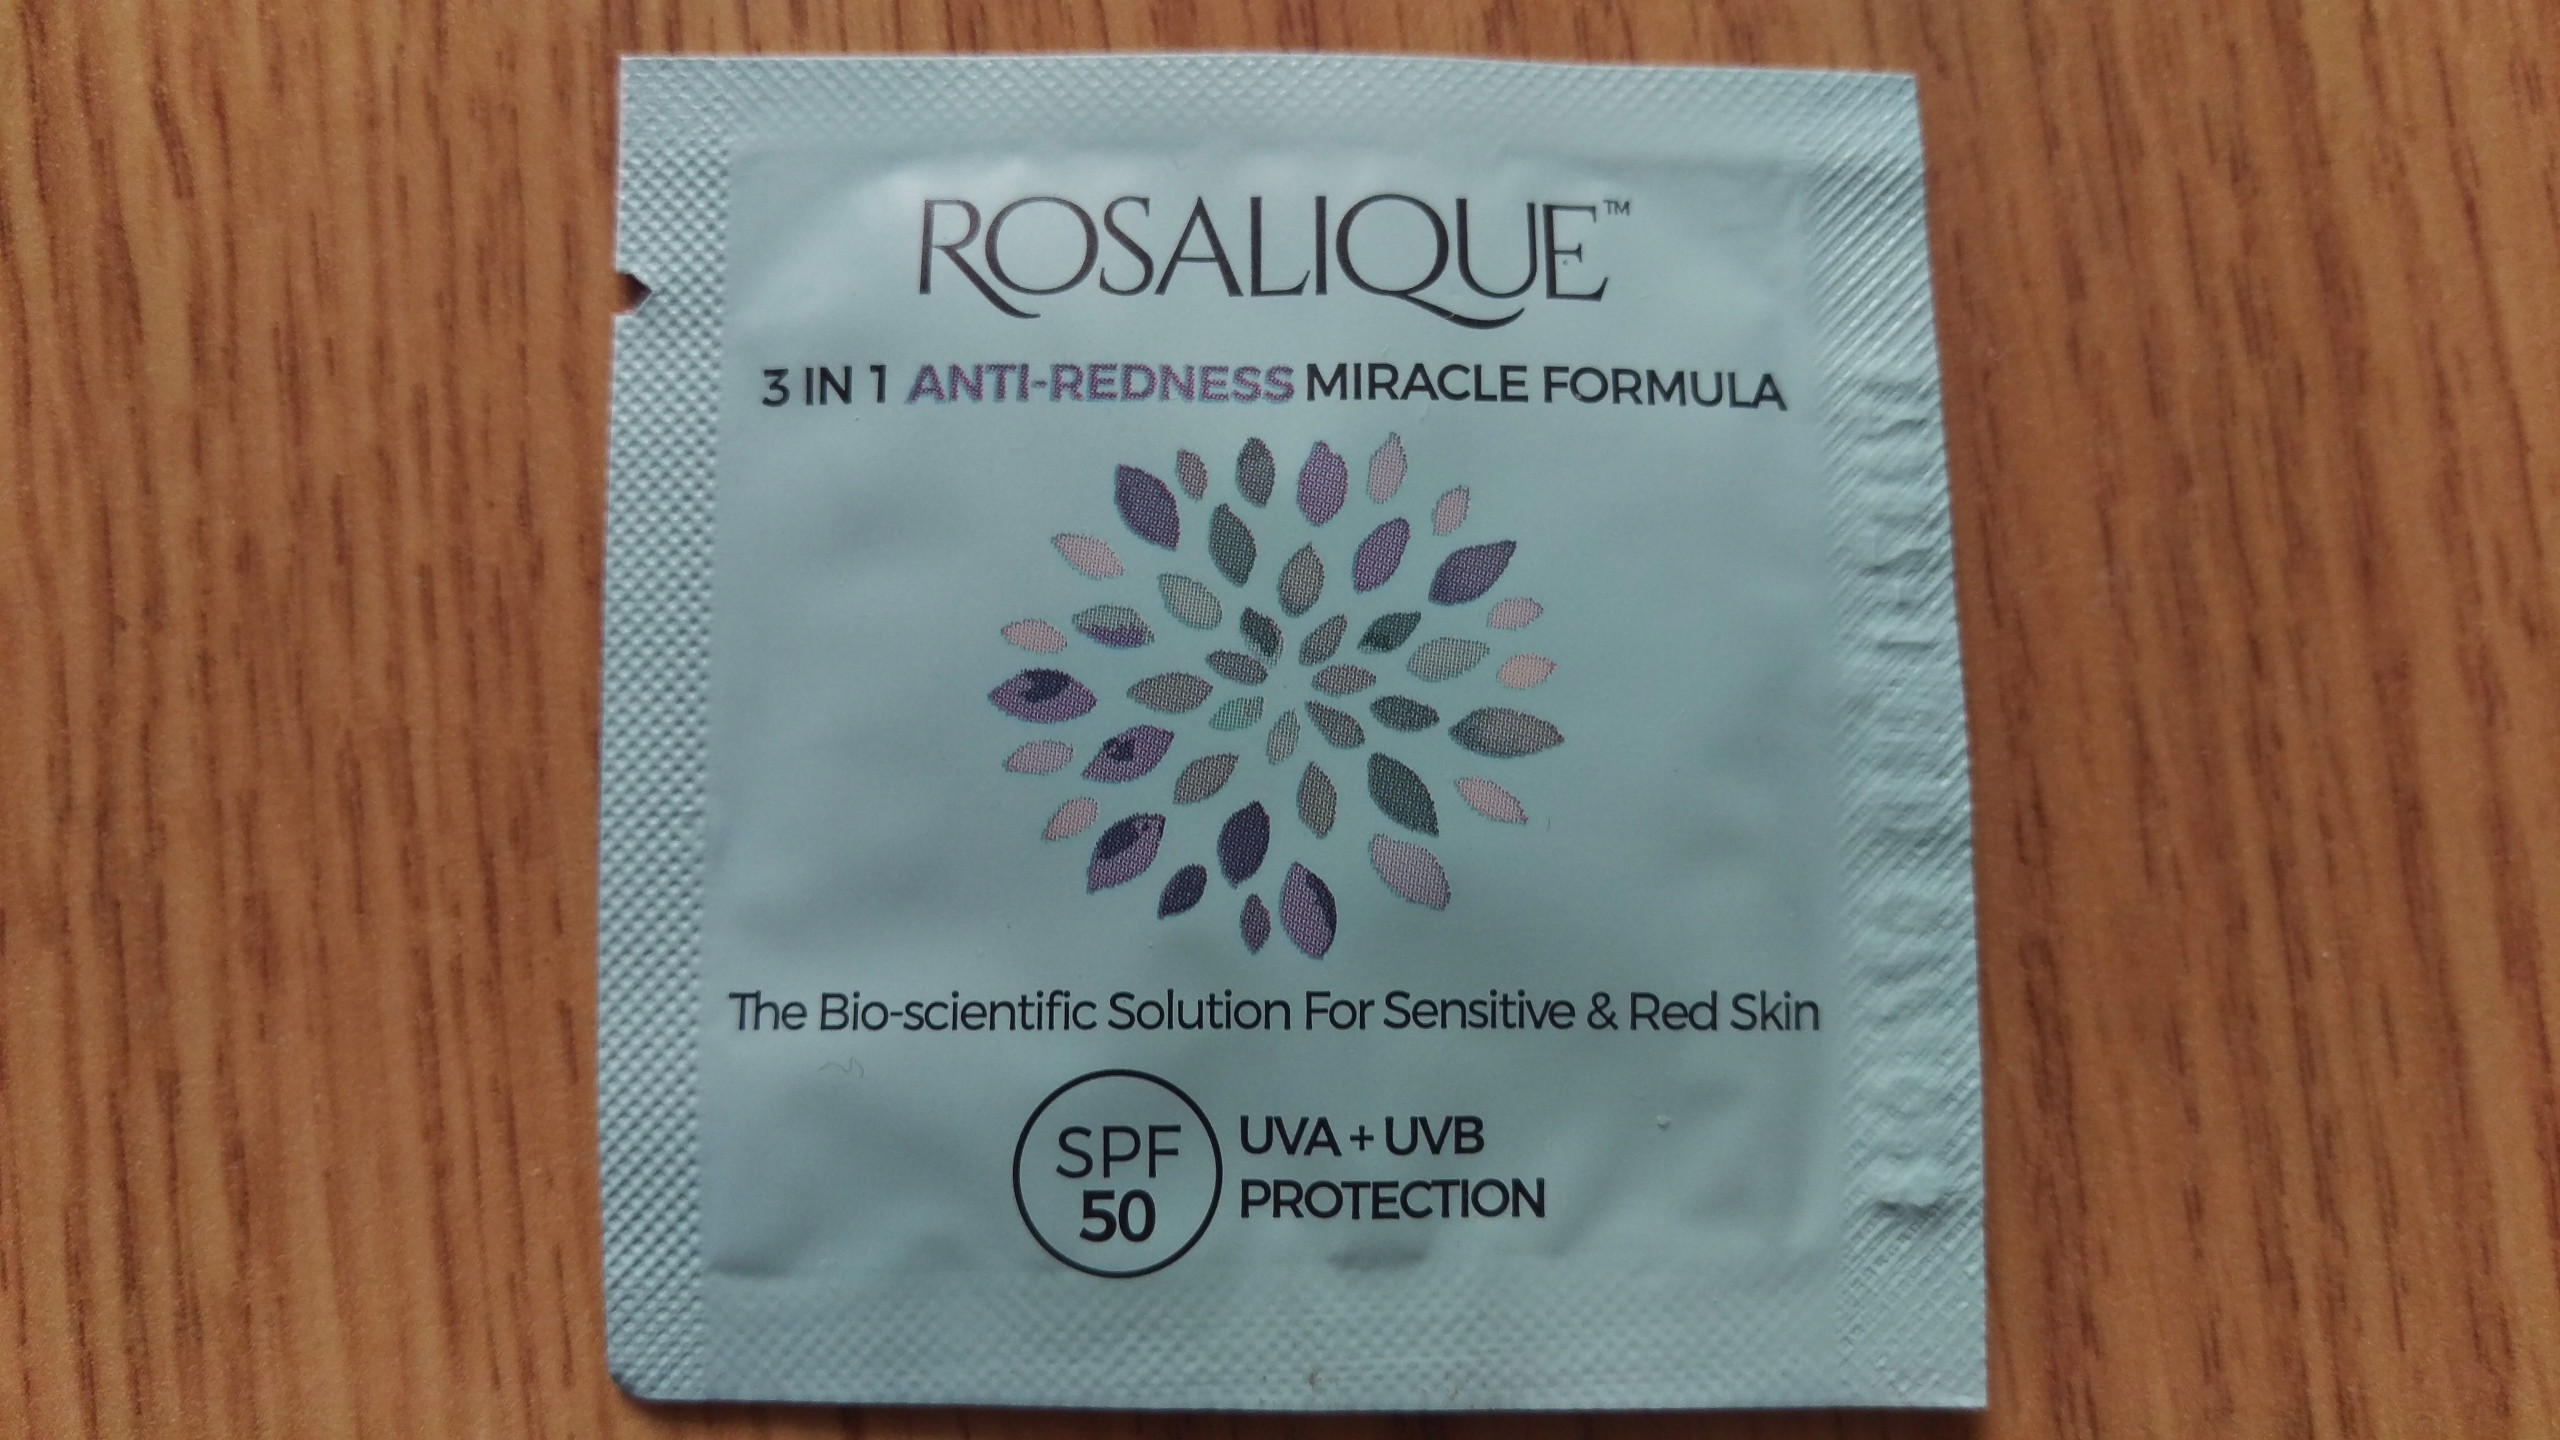 ROSALIQUE™
3 IN 1 ANTI-REDNESS MIRACLE FORMULA
The Bio-scientific Solution For Sensitive & Red Skin
SPF
50
UVA + UVB
PROTECTION